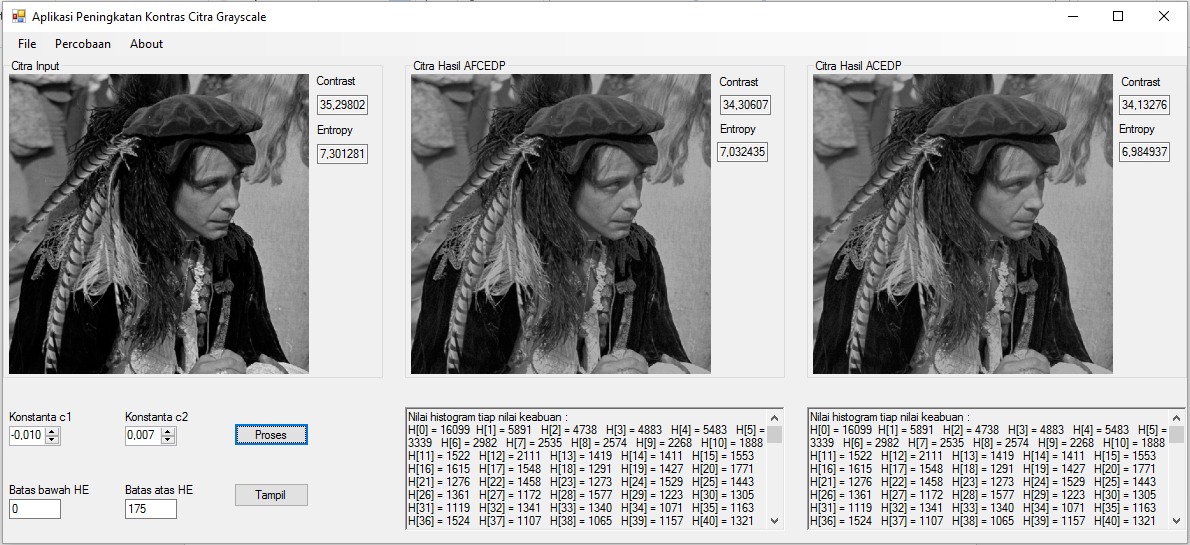 Aplikasi Peningkatan Kontras Citra Grayscale
File Percobaan About
Citra Input
Contrast
35,29802
Entropy
7,301281
Citra Hasil AFCEDP
Contrast
34,30607
Entropy
7,032435
Citra Hasil ACEDP
Contrast
34,13276
Entropy
6,984937
Konstanta c1
-0,010
Konstanta c2
0,007
Proses
Batas bawah HE
0
Batas atas HE
175
Tampil
Nilai histogram tiap nilai keabuan :
H[0] = 16099 H[1] = 5891 H[2] = 4738 H[3] = 4883 H[4] = 5483 H[5] =
3339 H[6] = 2982 H[7] = 2535 H[8] = 2574 H[9] = 2268 H[10] = 1888
H[11] = 1522 H[12] = 2111 H[13] = 1419 H[14] = 1411 H[15] = 1553
H[16] = 1615 H[17] = 1548 H[18] = 1291 H[19] = 1427 H[20] = 1771
H[21] = 1276 H[22] = 1458 H[23] = 1273 H[24] = 1529 H[25] = 1443
H[26] = 1361 H[27] = 1172 H[28] = 1577 H[29] = 1223 H[30] = 1305
H[31] = 1119 H[32] = 1341 H[33] = 1340 H[34] = 1071 H[35] = 1163
H[36] = 1524 H[37] = 1107 H[38] = 1065 H[39] = 1157 H[40] = 1321
Nilai histogram tiap nilai keabuan :
H[0] = 16099 H[1] = 5891 H[2] = 4738 H[3] = 4883 H[4] = 5483 H[5] =
3339 H[6] = 2982 H[7] = 2535 H[8] = 2574 H[9] = 2268 H[10] = 1888
H[11] = 1522 H[12] = 2111 H[13] = 1419 H[14] = 1411 H[15] = 1553
H[16] = 1615 H[17] = 1548 H[18] = 1291 H[19] = 1427 H[20] = 1771
H[21] = 1276 H[22] = 1458 H[23] = 1273 H[24] = 1529 H[25] = 1443
H[26] = 1361 H[27] = 1172 H[28] = 1577 H[29] = 1223 H[30] = 1305
H[31] = 1119 H[32] = 1341 H[33] = 1340 H[34] = 1071 H[35] = 1163
H[36] = 1524 H[37] = 1107 H[38] = 1065 H[39] = 1157 H[40] = 1321